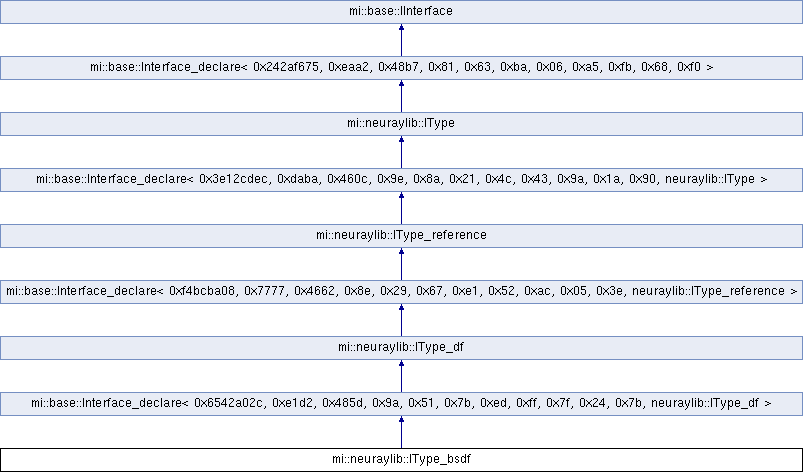 mi::base::IInterface
mi::base::Interface_declare< 0x242af675, 0xeaa2, 0x48b7, 0x81, 0x63, 0xba, 0x06, 0xa5, 0xfb, 0x68, 0xf0 >
mi::neuraylib::IType
mi::base::Interface_declare< 0x3e12cdec, 0xdaba, 0x460c, 0x9e, 0x8a, 0x21, 0x4c, 0x43, 0x9a, 0x1a, 0x90, neuraylib::IType >
mi::neuraylib::IType_reference
mi::base::Interface_declare< 0xf4bcba08, 0x7777, 0x4662, 0x8e, 0x29, 0x67, 0xe1, 0x52, 0xac, 0x05, 0x3e, neuraylib::IType_reference >
mi::neuraylib::IType_df
mi::base::Interface_declare< 0x6542a02c, 0xe1d2, 0x485d, 0x9a, 0x51, 0x7b, 0xed, 0xff, 0x7f, 0x24, 0x7b, neuraylib::IType_df >
mi::neuraylib::IType_bsdf